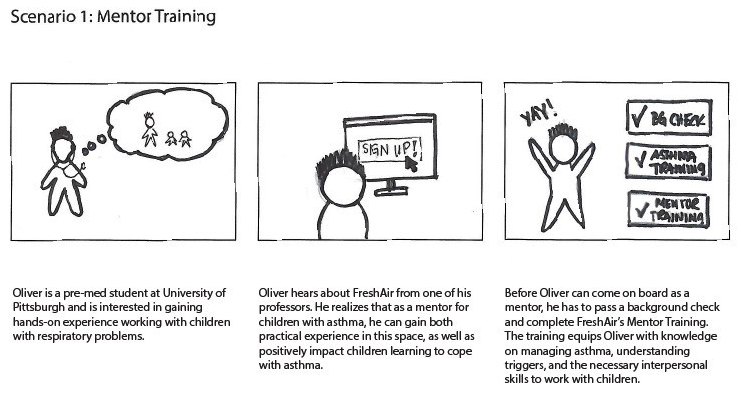 Scenario 1: Mentor Training
SIGN UP!
YAY!
BG CHECK
ASTHMA
TRAINING
MENTOR
TRAINING
Oliver is a pre-med student at University of
Pittsburgh and is interested in gaining
hands-on experience working with children
with respiratory problems.
Oliver hears about FreshAir from one of his
professors. He realizes that as a mentor for
children with asthma, he can gain both
practical experience in this space, as well as
positively impact children learning to cope
with asthma.
Before Oliver can come on board as a
mentor, he has to pass a background check
and complete FreshAir's Mentor Training.
The training equips Oliver with knowledge
on managing asthma, understanding
triggers, and the necessary interpersonal
skills to work with children.